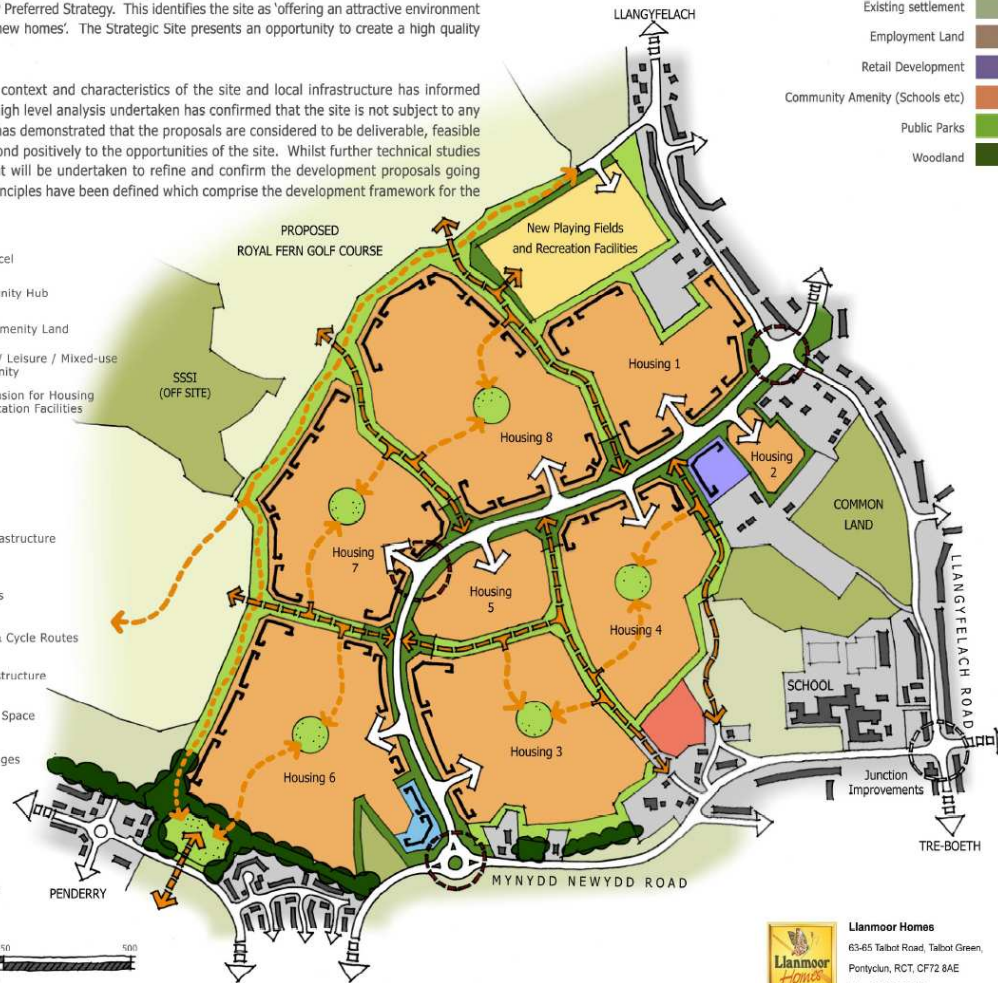 Preferred Strategy. This identifies the site as 'offering an attractive environment
new homes'. The Strategic Site presents an opportunity to create a high quality
context and characteristics of the site and local infrastructure has informed
high level analysis undertaken has confirmed that the site is not subject to any
has demonstrated that the proposals are considered to be deliverable, feasible
ond positively to the opportunities of the site. Whilst further technical studies
t will be undertaken to refine and confirm the development proposals going
nciples have been defined which comprise the development framework for the
Existing settlement
Employment Land
Retail Development
Community Amenity (Schools etc)
Public Parks
Woodland
LLANGYFELACH
PROPOSED
ROYAL FERN GOLF COURSE
New Playing Fields
and Recreation Facilities
cel
nity Hub
menity Land
/ Leisure / Mixed-use
nity
sion for Housing
cation Facilities
SSSI
(OFF SITE)
Housing 1
Housing 8
Housing
2
COMMON
LAND
Housing
7
Housing
5
Housing 4
LLANGYFELACH ROAD
rastructure
s
Cycle Routes
structure
Space
ges
SCHOOL
Housing 3
Housing 6
Junction
Improvements
TRE-BOETH
PENDERRY
MYNYDD NEWYDD ROAD
50
500
Llanmoor
Homes
Llanmoor Homes
63-65 Talbot Road, Talbot Green,
Pontyclun, RCT, CF72 8AE